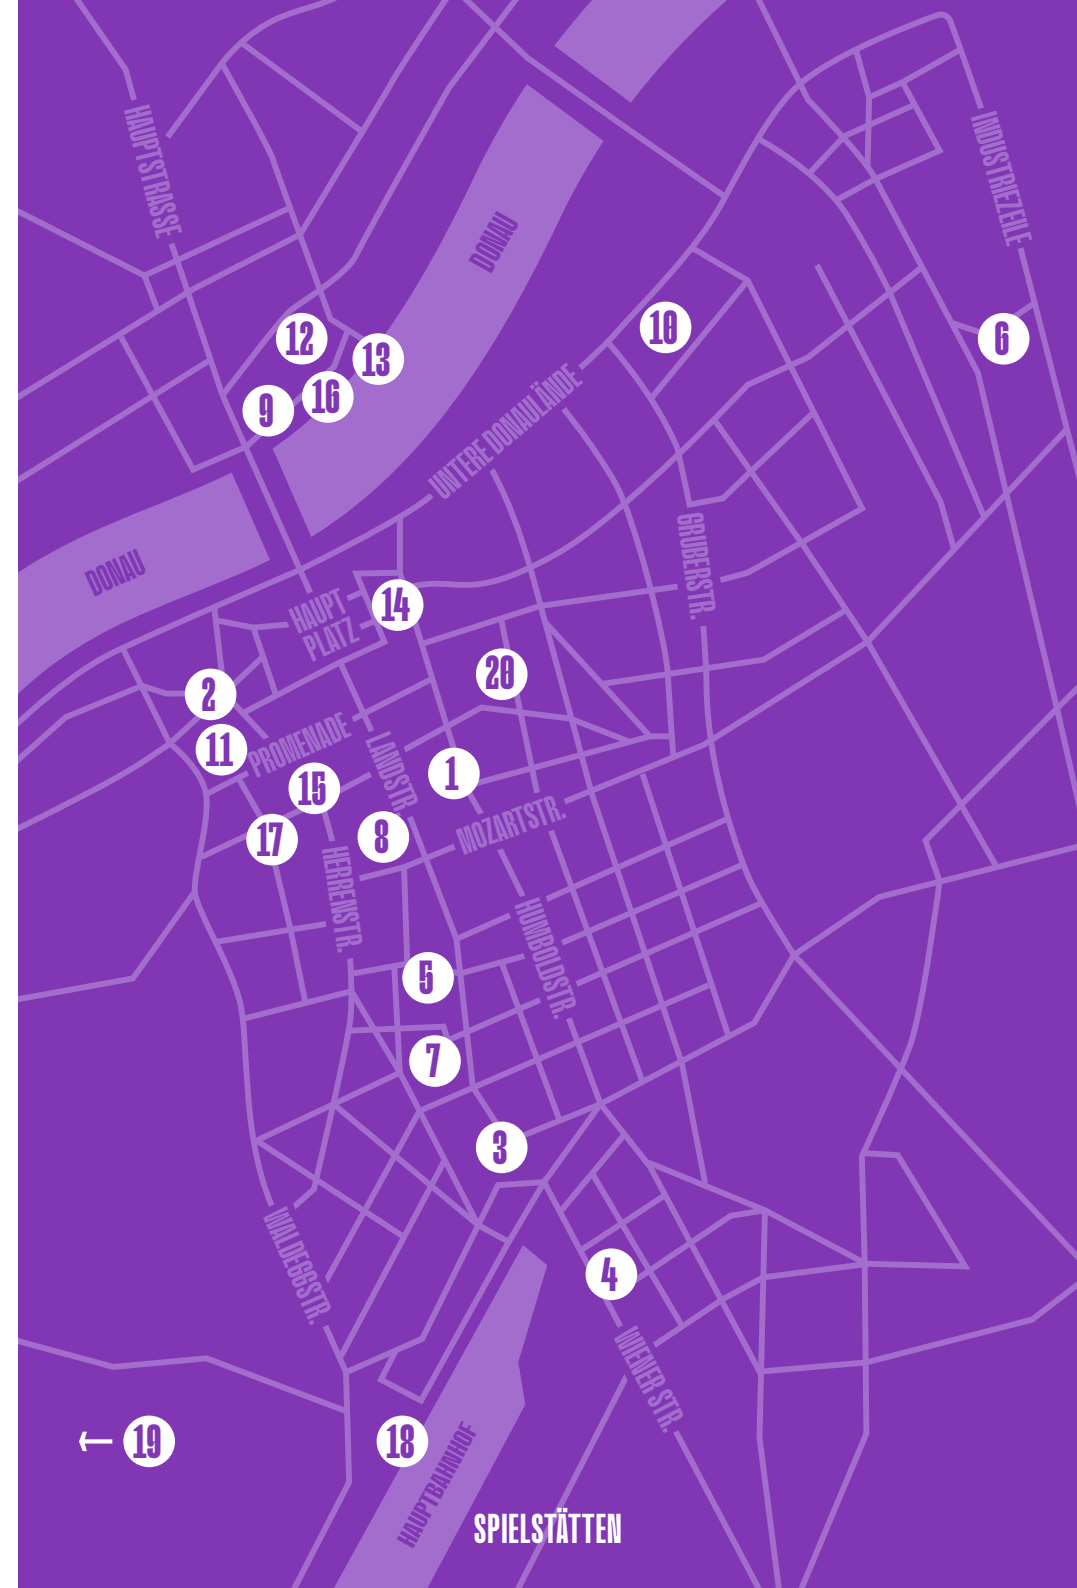 HAUPTSTRASSE
INDUSTRIEZEILE
DONAU
12
13
10
6
9
16
UNTERE DONAULÄNDE
DONAU
GRUBERSTR.
HAUPT
PLATZ
14
2
20
11
PROMENADE
LANDSTR.
1
15
MOZARTSTR.
17
8
HERRENSTR.
HUMBOLDSTR.
5
7
3
WALDEGGSTR.
4
WIENER STR.
←19
18
HAUPTBAHNHOF
SPIELSTÄTTEN